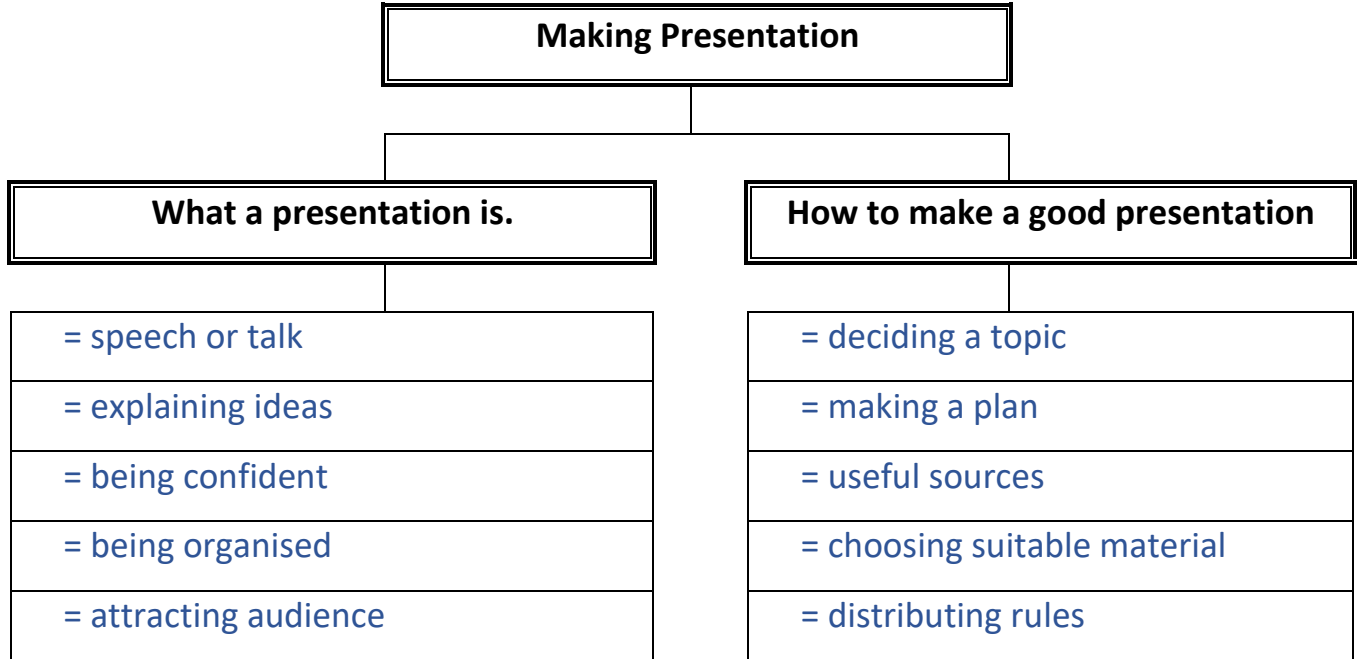 Making Presentation
What a presentation is.
= speech or talk
= explaining ideas
= being confident
= being organised
= attracting audience
How to make a good presentation
= deciding a topic
= making a plan
= useful sources
= choosing suitable material
= distributing rules